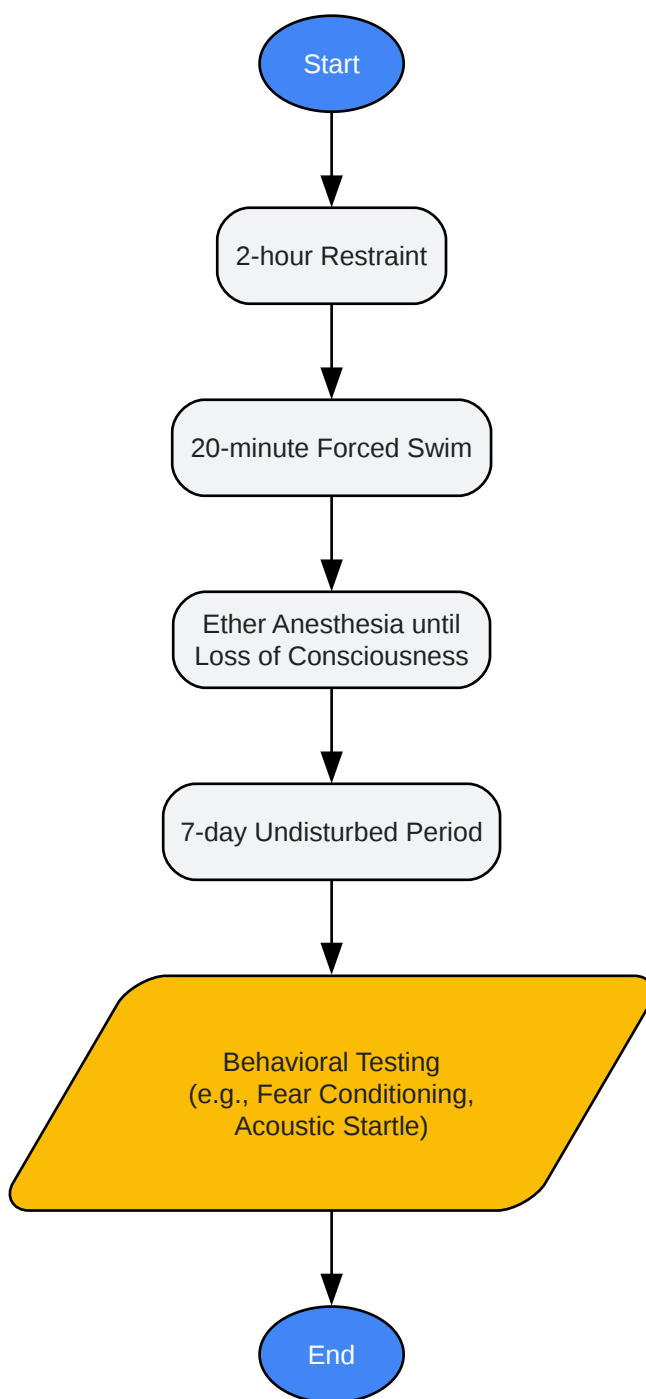 Start
2-hour Restraint
20-minute Forced Swim
Ether Anesthesia until
Loss of Consciousness
7-day Undisturbed Period
Behavioral Testing
(e.g., Fear Conditioning,
Acoustic Startle)
End